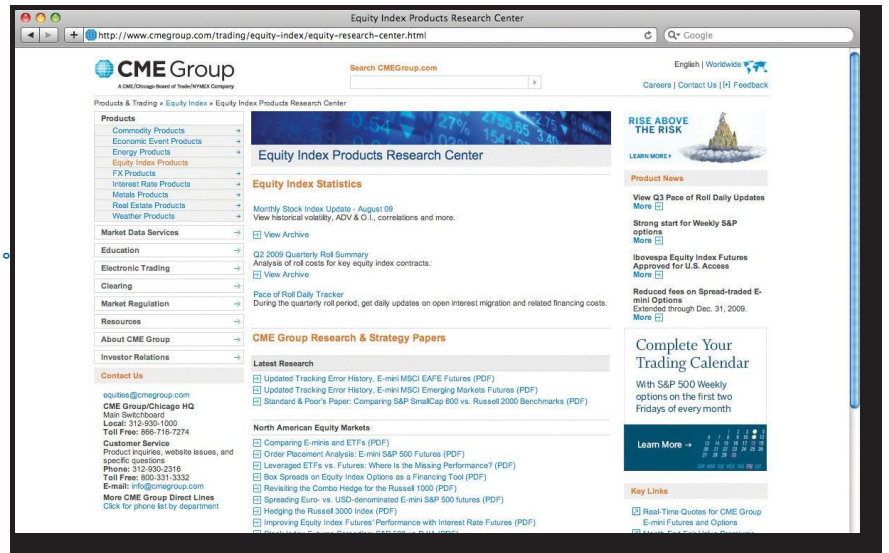 Equity Index Products Research Center
http://www.cmegroup.com/trading/equity-index/equity-research-center.html
Google
CME Group
A CME/Chicago Board of Trade/NYMEX Company
Search CMEGroup.com
English | Worldwide
Careers | Contact Us | [+] Feedback
Products & Trading » Equity Index » Equity Index Products Research Center
Products
Commodity Products
Economic Event Products
Energy Products
Equity Index Products
FX Products
Interest Rate Products
Metals Products
Real Estate Products
Weather Products
Market Data Services
Education
Electronic Trading
Clearing
Market Regulation
Resources
About CME Group
Investor Relations
Contact Us
equities@cmegroup.com
CME Group/Chicago HQ
Main Switchboard
Local: 312-930-1000
Toll Free: 866-716-7274
Customer Service
Product inquiries, website issues, and
specific questions
Phone: 312-930-2316
Toll Free: 800-331-3332
E-mail: info@cmegroup.com
More CME Group Direct Lines
Click for phone list by department
Equity Index Products Research Center
Equity Index Statistics
Monthly Stock Index Update - August 09
View historical volatility, ADV & O.I., correlations and more.
View Archive
Q2 2009 Quarterly Roll Summary
Analysis of roll costs for key equity index contracts.
View Archive
Pace of Roll Daily Tracker
During the quarterly roll period, get daily updates on open interest migration and related financing costs.
CME Group Research & Strategy Papers
Latest Research
Updated Tracking Error History, E-mini MSCI EAFE Futures (PDF)
Updated Tracking Error History, E-mini MSCI Emerging Markets Futures (PDF)
Standard & Poor's Paper: Comparing S&P SmallCap 600 vs. Russell 2000 Benchmarks (PDF)
North American Equity Markets
Comparing E-minis and ETFs (PDF)
Order Placement Analysis: E-mini S&P 500 Futures (PDF)
Leveraged ETFs vs. Futures: Where Is the Missing Performance? (PDF)
Box Spreads on Equity Index Options as a Financing Tool (PDF)
Revisiting the Combo Hedge for the Russell 1000 (PDF)
Spreading Euro- vs. USD-denominated E-mini S&P 500 futures (PDF)
Hedging the Russell 3000 Index (PDF)
Improving Equity Index Futures' Performance with Interest Rate Futures (PDF)
RISE ABOVE
THE RISK
LEARN MORE>
Product News
View Q3 Pace of Roll Daily Updates
More
Strong start for Weekly S&P
options
More
Ibovespa Equity Index Futures
Approved for U.S. Access
More
Reduced fees on Spread-traded E-
mini Options
Extended through Dec. 31, 2009.
More
Complete Your
Trading Calendar
With S&P 500 Weekly
options on the first two
Fridays of every month
Learn More →
Key Links
Real-Time Quotes for CME Group
E-mini Futures and Options